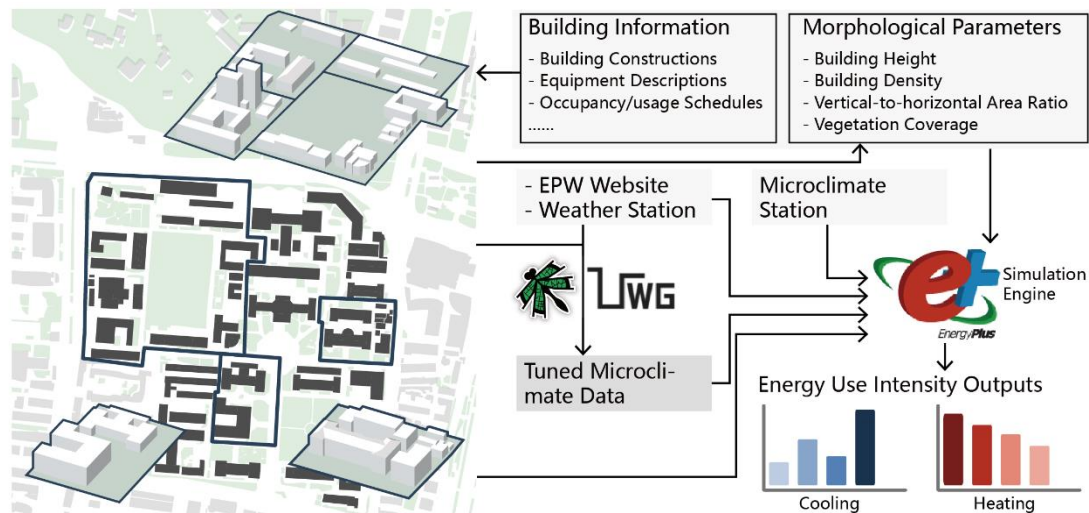 Building Information
- Building Constructions
- Equipment Descriptions
- Occupancy/usage Schedules
......
Morphological Parameters
- Building Height
- Building Density
- Vertical-to-horizontal Area Ratio
- Vegetation Coverage
- EPW Website
- Weather Station
Microclimate
Station
UWG
e+
EnergyPlus
Simulation
Engine
Tuned Microcli-
mate Data
Energy Use Intensity Outputs
Cooling
Heating